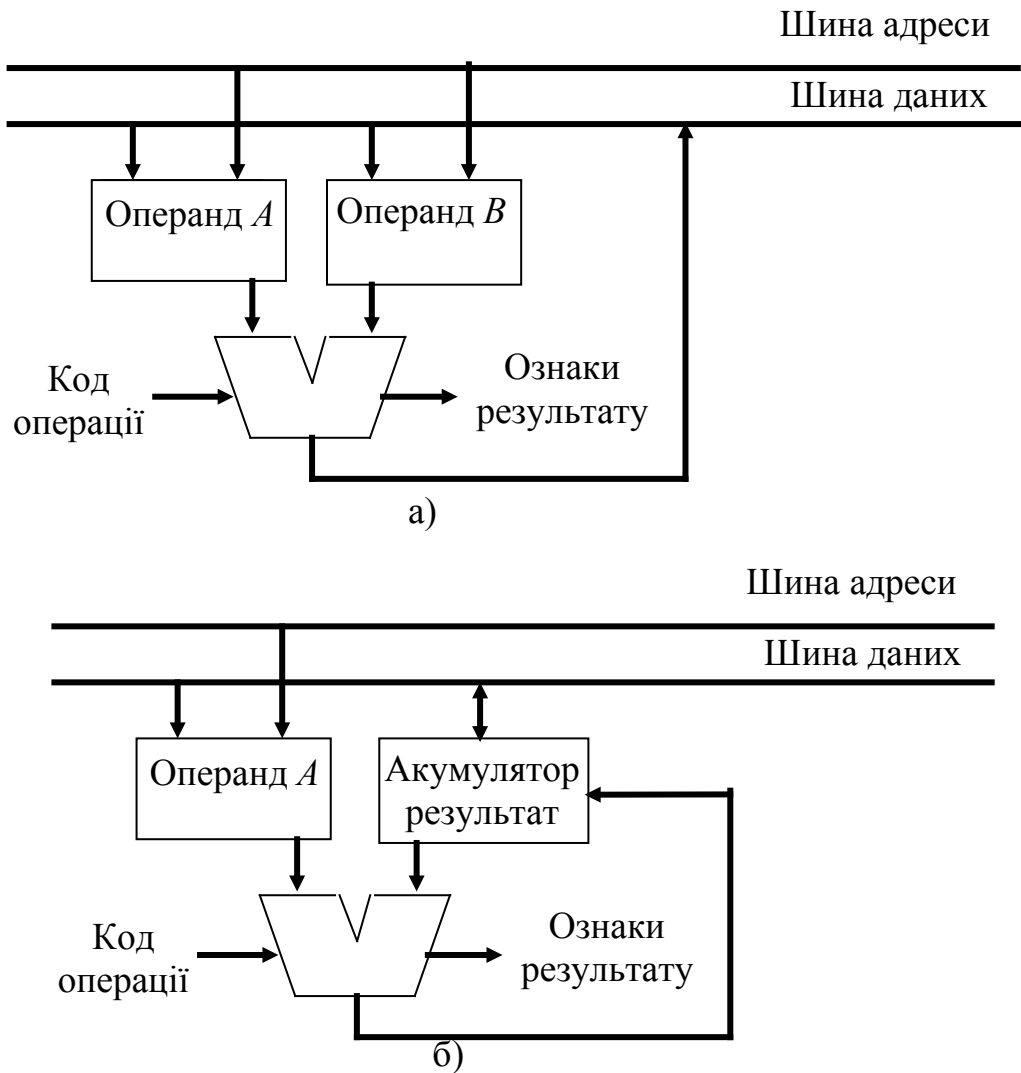 Шина адреси
Шина даних
Операнд A
Операнд B
Код
операції
Ознаки
результату
а)
Шина адреси
Шина даних
Операнд A
Акумулятор
результат
Код
операції
Ознаки
результату
б)